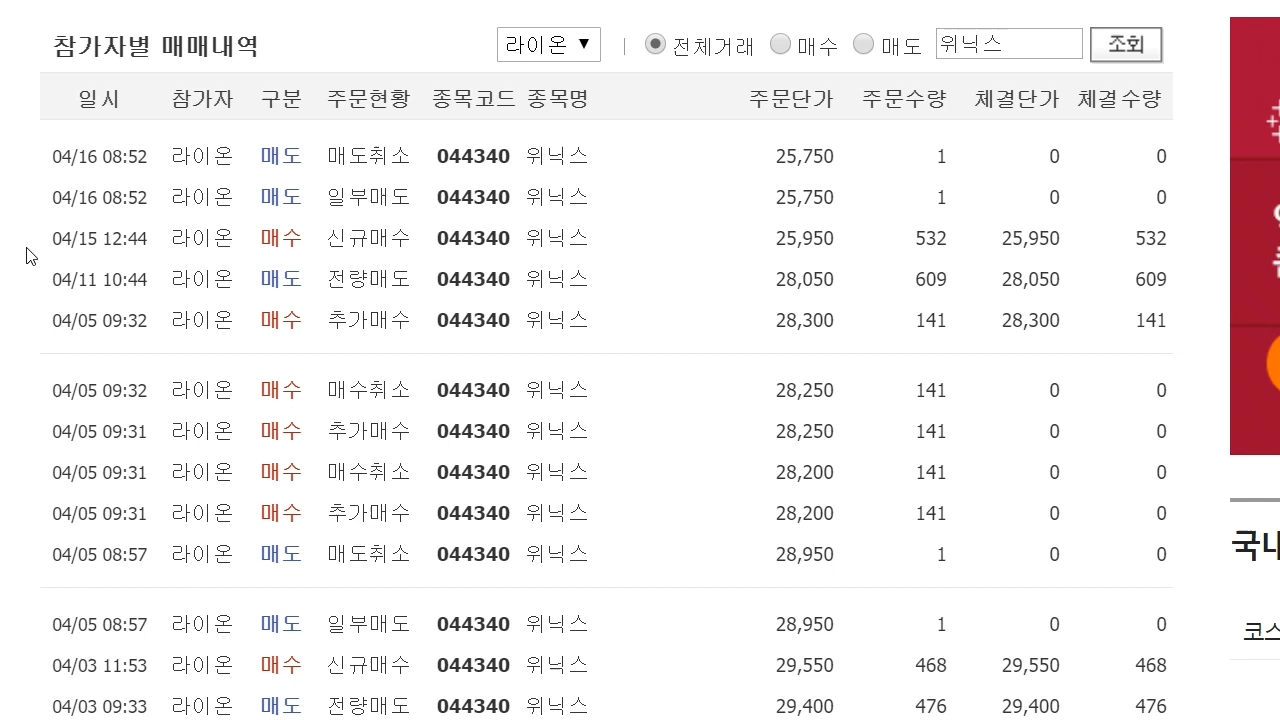 참가자별 매매내역 라이온 ▼ | 전체거래 매수 매도 위닉스 조회
일시 참가자 구분 주문현황 종목코드 종목명 주문단가 주문수량 체결단가 체결수량
04/16 08:52 라이온 매도 매도취소 044340 위닉스 25,750 1 0 0
04/16 08:52 라이온 매도 일부매도 044340 위닉스 25,750 1 0 0
04/15 12:44 라이온 매수 신규매수 044340 위닉스 25,950 532 25,950 532
04/11 10:44 라이온 매도 전량매도 044340 위닉스 28,050 609 28,050 609
04/05 09:32 라이온 매수 추가매수 044340 위닉스 28,300 141 28,300 141
04/05 09:32 라이온 매수 매수취소 044340 위닉스 28,250 141 0 0
04/05 09:31 라이온 매수 추가매수 044340 위닉스 28,250 141 0 0
04/05 09:31 라이온 매수 매수취소 044340 위닉스 28,200 141 0 0
04/05 09:31 라이온 매수 추가매수 044340 위닉스 28,200 141 0 0
04/05 08:57 라이온 매도 매도취소 044340 위닉스 28,950 1 0 0
04/05 08:57 라이온 매도 일부매도 044340 위닉스 28,950 1 0 0
04/03 11:53 라이온 매수 신규매수 044340 위닉스 29,550 468 29,550 468
04/03 09:33 라이온 매도 전량매도 044340 위닉스 29,400 476 29,400 476
국내
코스